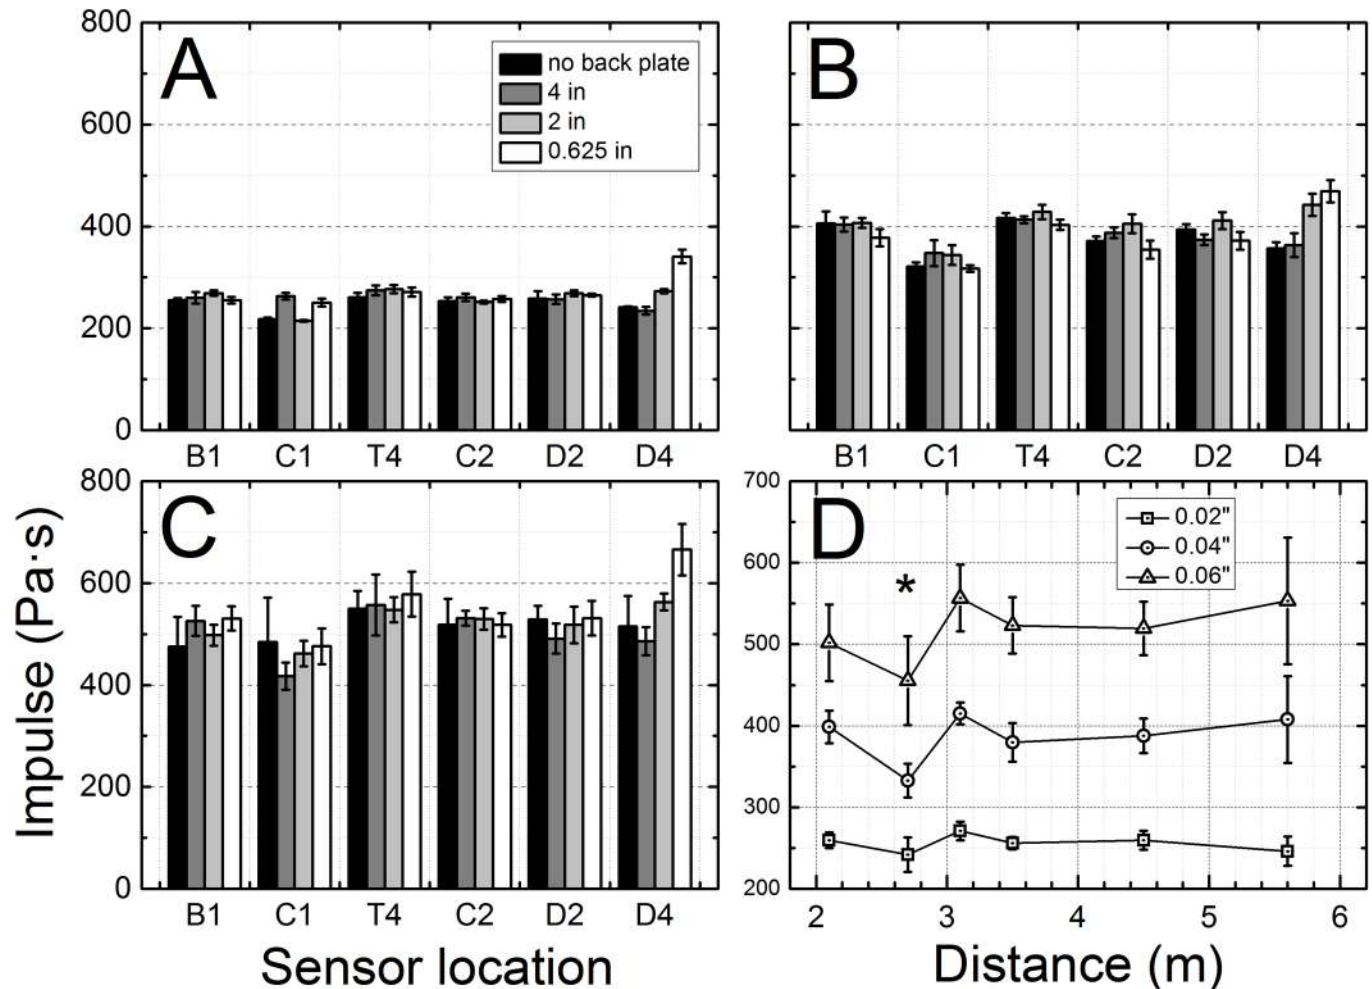 A
800
600
400
200
0
no back plate
4 in
2 in
0.625 in
B1 C1 T4 C2 D2 D4
B
B1 C1 T4 C2 D2 D4
C
800
600
400
200
0
B1 C1 T4 C2 D2 D4
Impulse (Pa·s)
Sensor location
D
700
600
500
400
300
200
0.02"
0.04"
0.06"
*
2 3 4 5 6
Distance (m)